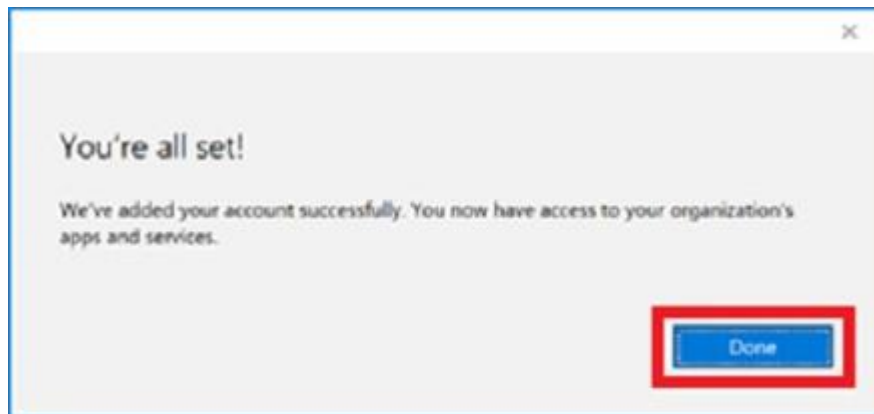 You're all set!
We've added your account successfully. You now have access to your organization's
apps and services.
Done